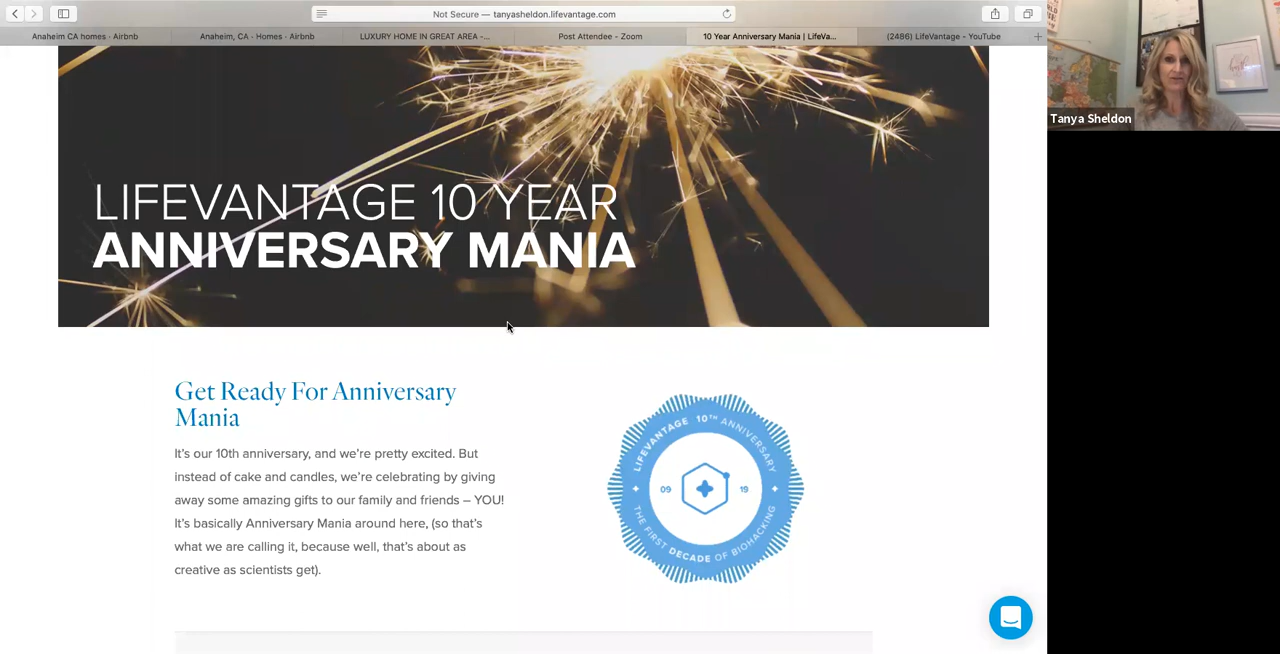 Not Secure — tanyasheldon.lifevantage.com
Anaheim CA homes · Airbnb
Anaheim, CA · Homes · Airbnb
LUXURY HOME IN GREAT AREA -...
Post Attendee - Zoom
10 Year Anniversary Mania | LifeVa...
(2486) LifeVantage - YouTube
Tanya Sheldon
LIFEVANTAGE 10 YEAR
ANNIVERSARY MANIA
Get Ready For Anniversary
Mania
It's our 10th anniversary, and we're pretty excited. But
instead of cake and candles, we're celebrating by giving
away some amazing gifts to our family and friends – YOU!
It's basically Anniversary Mania around here, (so that's
what we are calling it, because well, that's about as
creative as scientists get).
LIFEVANTAGE 10TH ANNIVERSARY
09
19
THE FIRST DECADE OF BIOHACKING